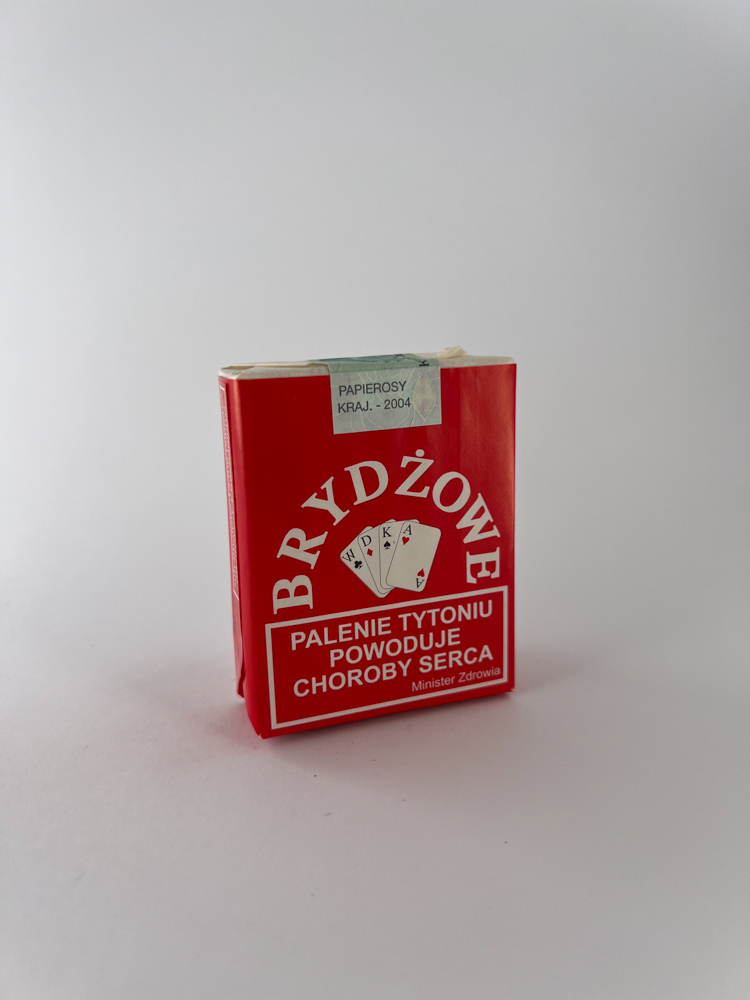 PAPIEROSY
KRAJ. - 2004
BRYDŻOWE
W D K A
A
PALENIE TYTONIU
POWODUJE
CHOROBY SERCA
Minister Zdrowia